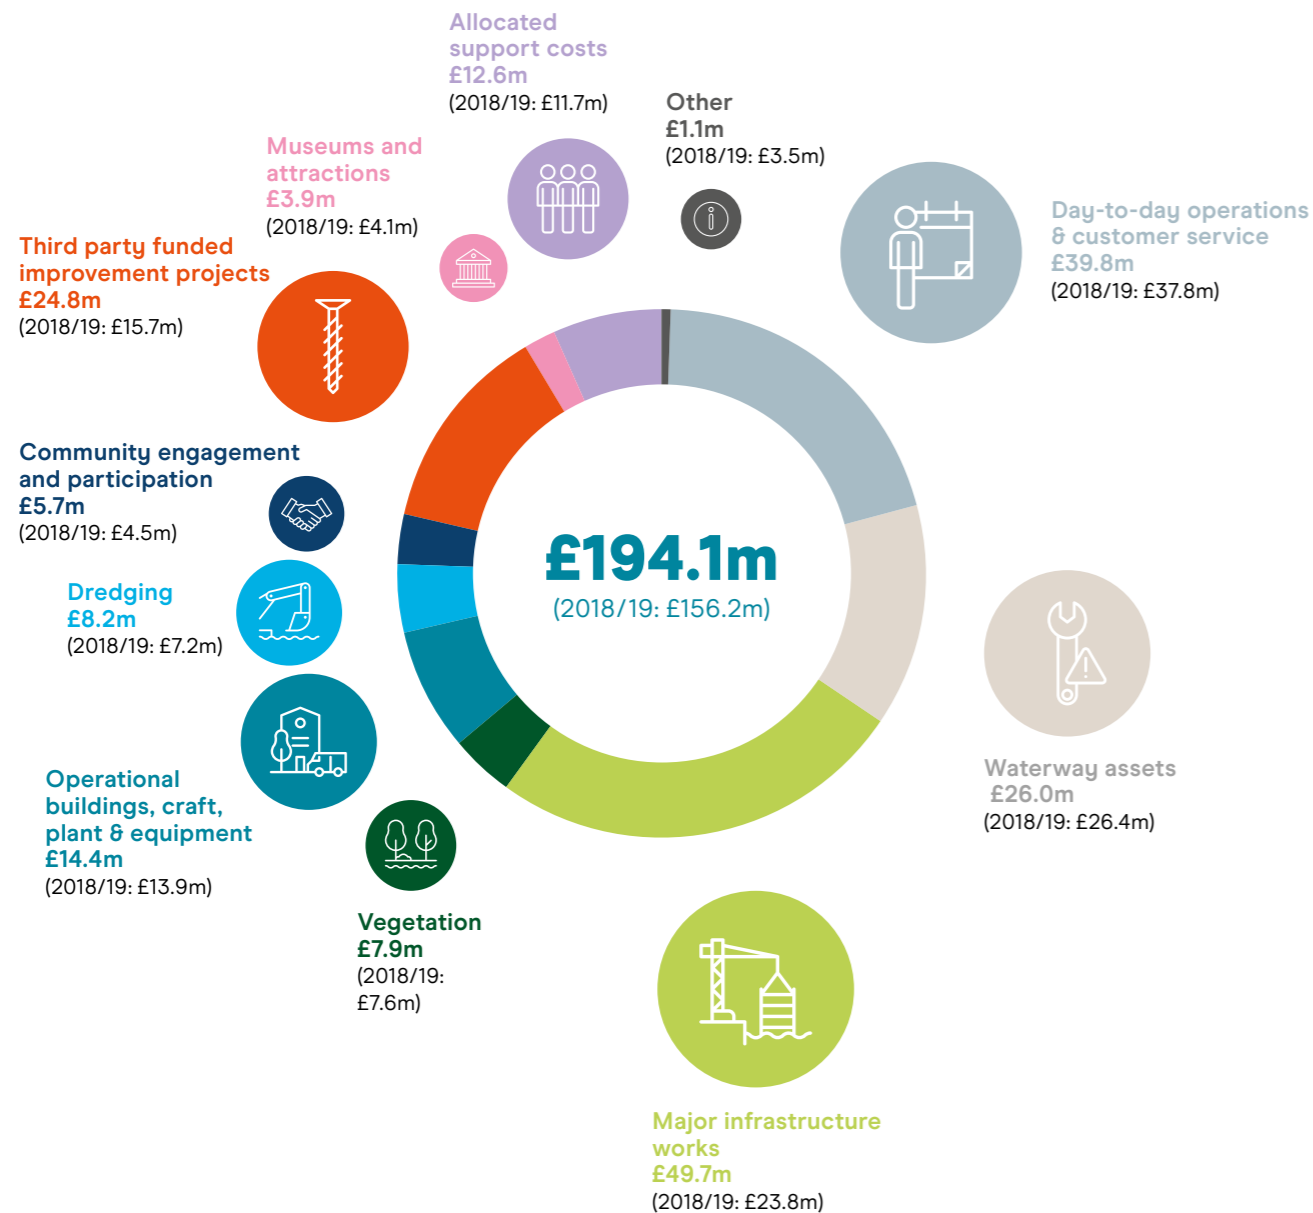 Allocated
support costs
£12.6m
(2018/19: £11.7m)
Other
£1.1m
(2018/19: £3.5m)
Museums and
attractions
£3.9m
(2018/19: £4.1m)
Day-to-day operations
& customer service
£39.8m
(2018/19: £37.8m)
Third party funded
improvement projects
£24.8m
(2018/19: £15.7m)
Community engagement
and participation
£5.7m
(2018/19: £4.5m)
£194.1m
(2018/19: £156.2m)
Dredging
£8.2m
(2018/19: £7.2m)
Waterway assets
£26.0m
(2018/19: £26.4m)
Operational
buildings, craft,
plant & equipment
£14.4m
(2018/19: £13.9m)
Vegetation
£7.9m
(2018/19:
£7.6m)
Major infrastructure
works
£49.7m
(2018/19: £23.8m)